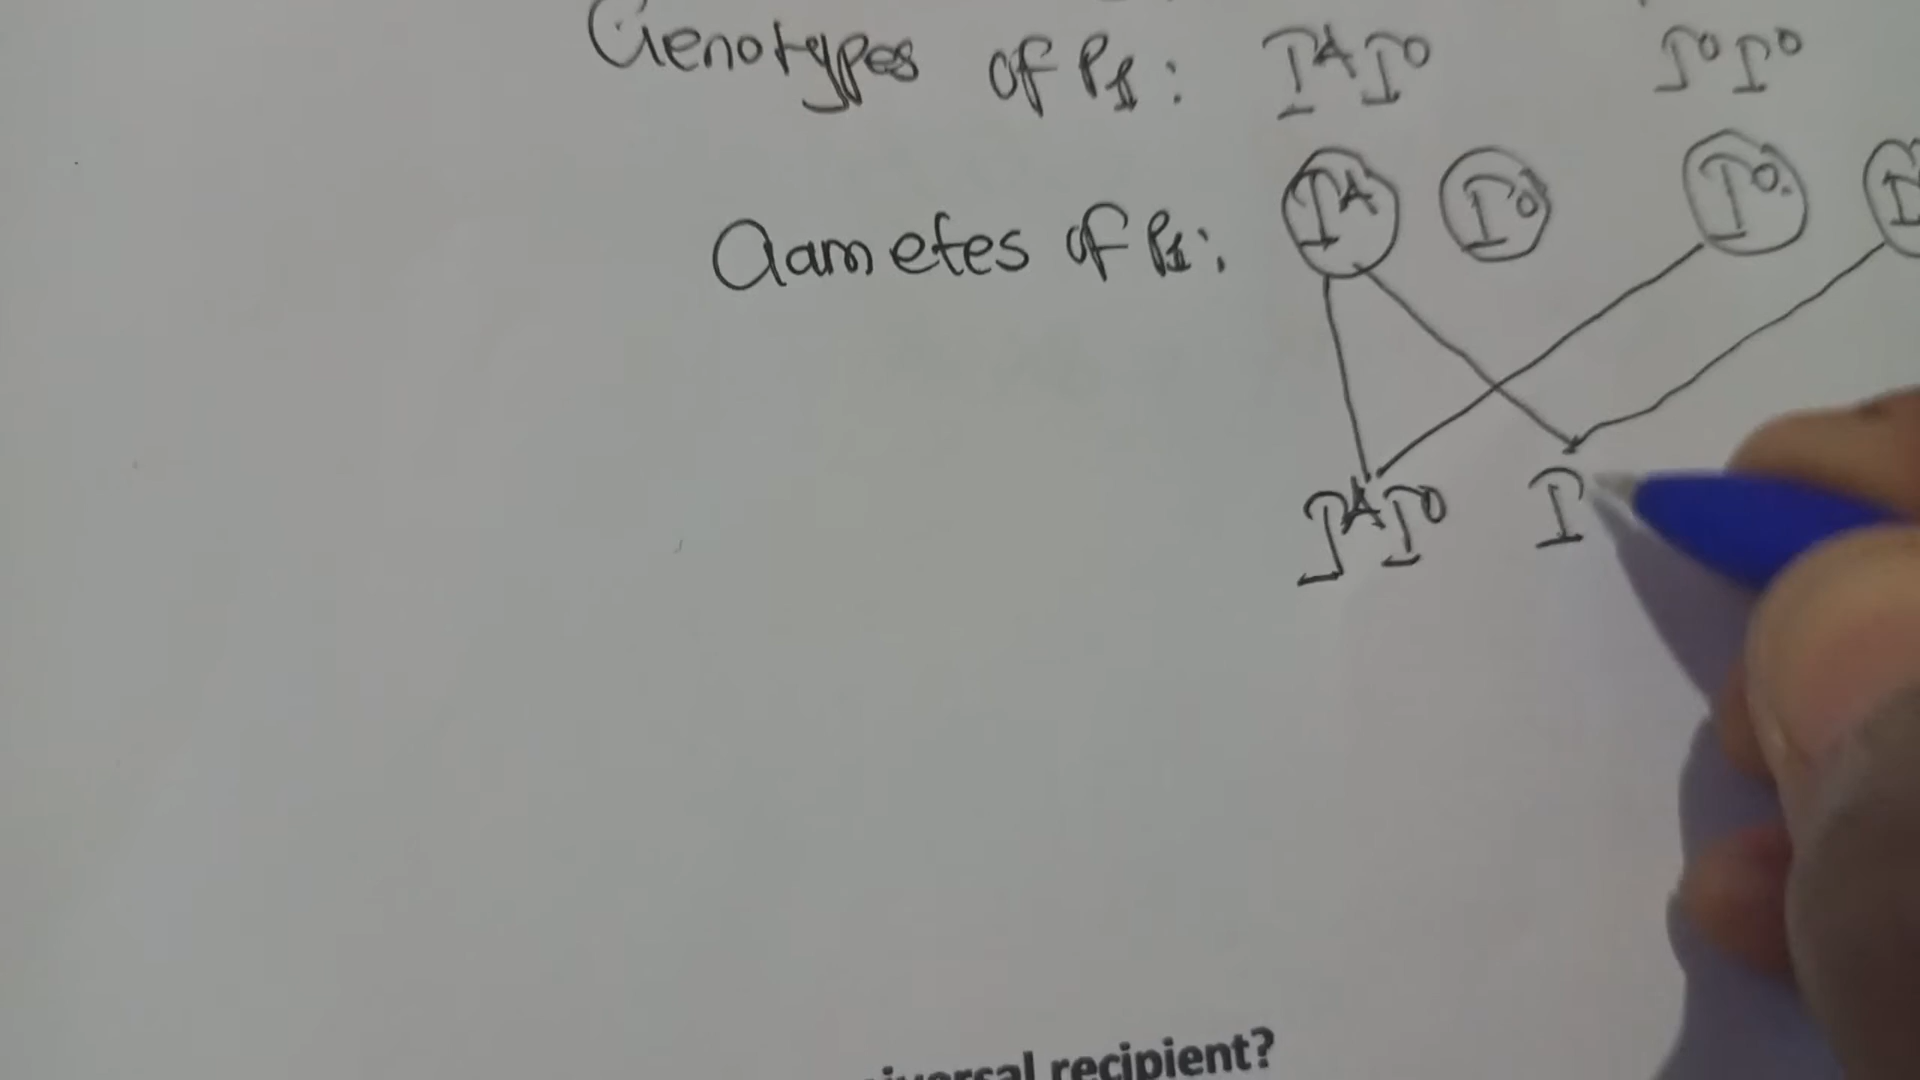 Genotypes of P1: IᴬIᴼ IᴼIᴼ
Gametes of P1: Iᴬ Iᴼ Iᴼ I
IᴬIᴼ I
recipient?